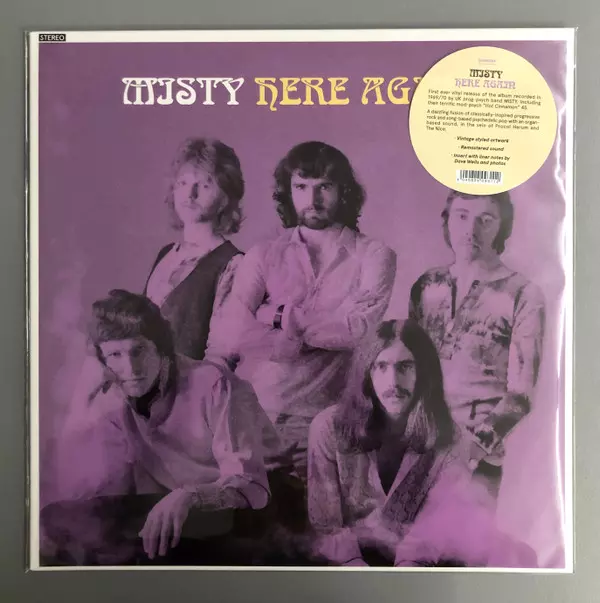 STEREO
MISTY HERE AG
MISTY
HERE AGAIN
First ever vinyl release of the album recorded in
1969/70 by UK prog-psych band MISTY, including
their terrific mod-psych "Hot Cinnamon" 45
A dazzling fusion of classically-inspired progressive
rock and song-based psychedelic pop with an organ-
based sound, in the vein of Procol Harum and
The Nice.
· Vintage styled artwork
· Remastered sound
· Insert with liner notes by
Dave Wells and photos